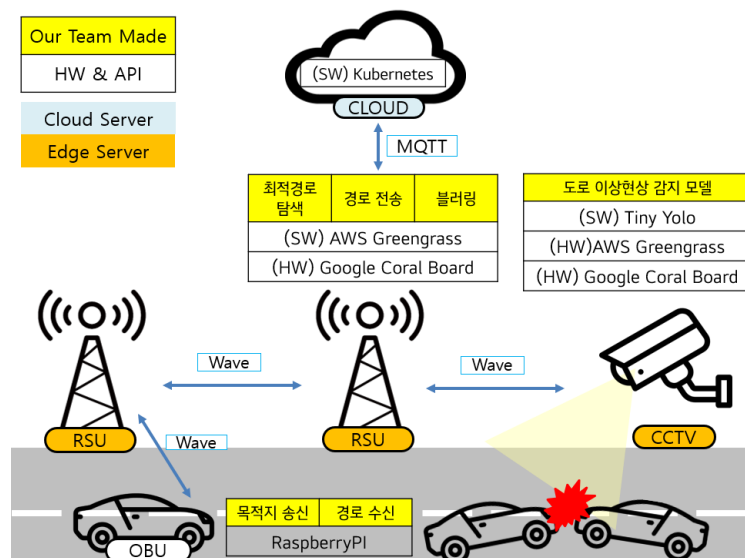 Our Team Made
HW & API
Cloud Server
Edge Server
(SW) Kubernetes
CLOUD
MQTT
최적경로
탐색
경로 전송
블러링
(SW) AWS Greengrass
(HW) Google Coral Board
도로 이상현상 감지 모델
(SW) Tiny Yolo
(HW)AWS Greengrass
(HW) Google Coral Board
Wave
Wave
RSU
Wave
RSU
CCTV
목적지 송신
경로 수신
RaspberryPI
OBU